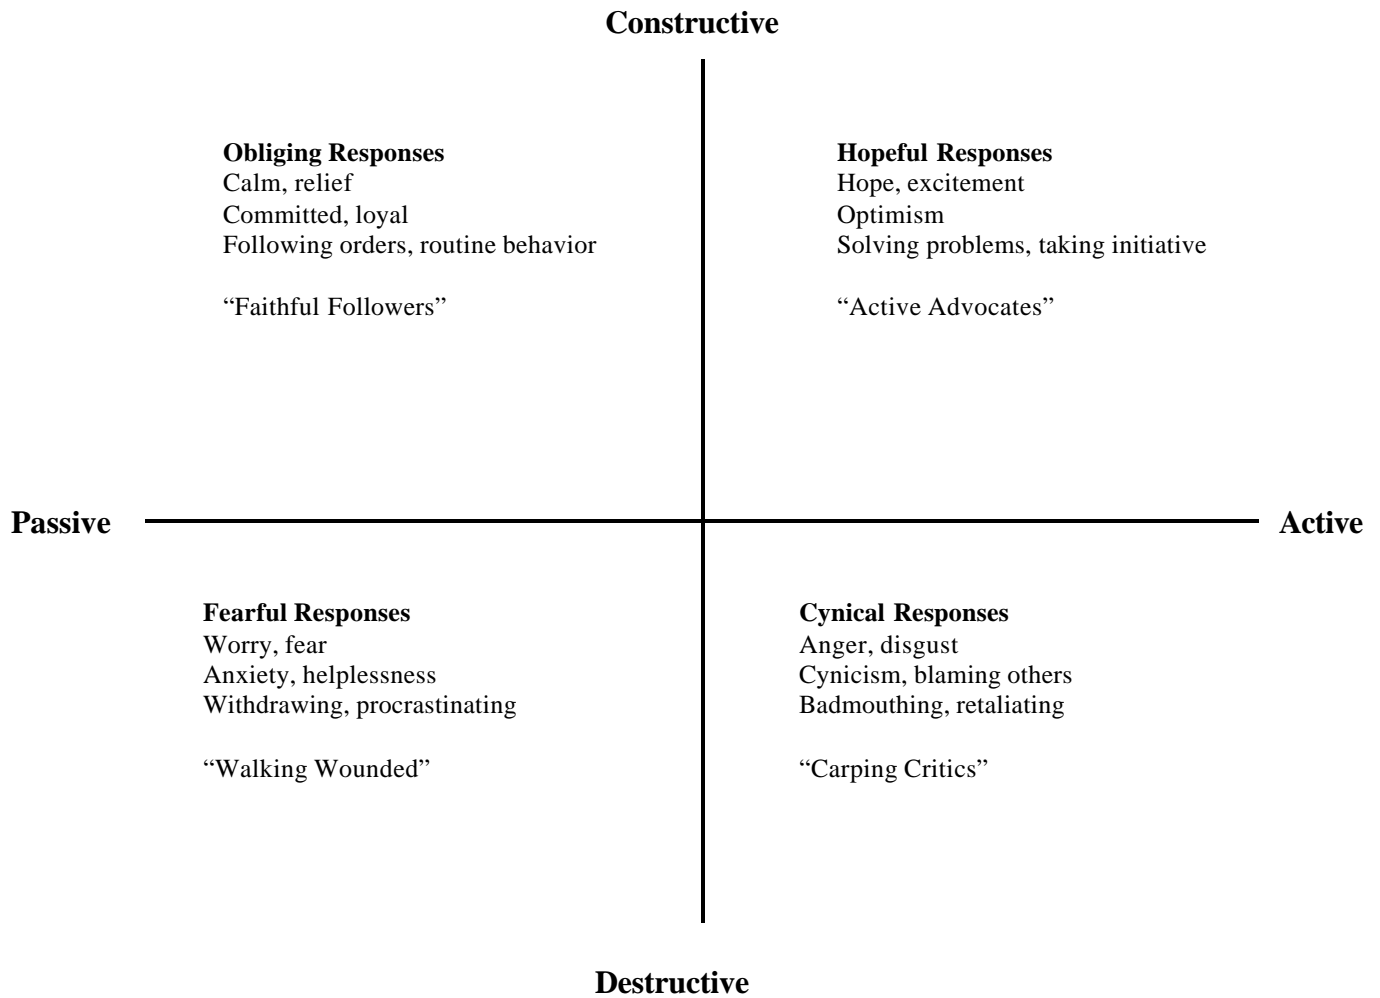 Constructive
Obliging Responses
Calm, relief
Committed, loyal
Following orders, routine behavior
“Faithful Followers”
Hopeful Responses
Hope, excitement
Optimism
Solving problems, taking initiative
“Active Advocates”
Passive
Active
Fearful Responses
Worry, fear
Anxiety, helplessness
Withdrawing, procrastinating
“Walking Wounded”
Cynical Responses
Anger, disgust
Cynicism, blaming others
Badmouthing, retaliating
“Carping Critics”
Destructive